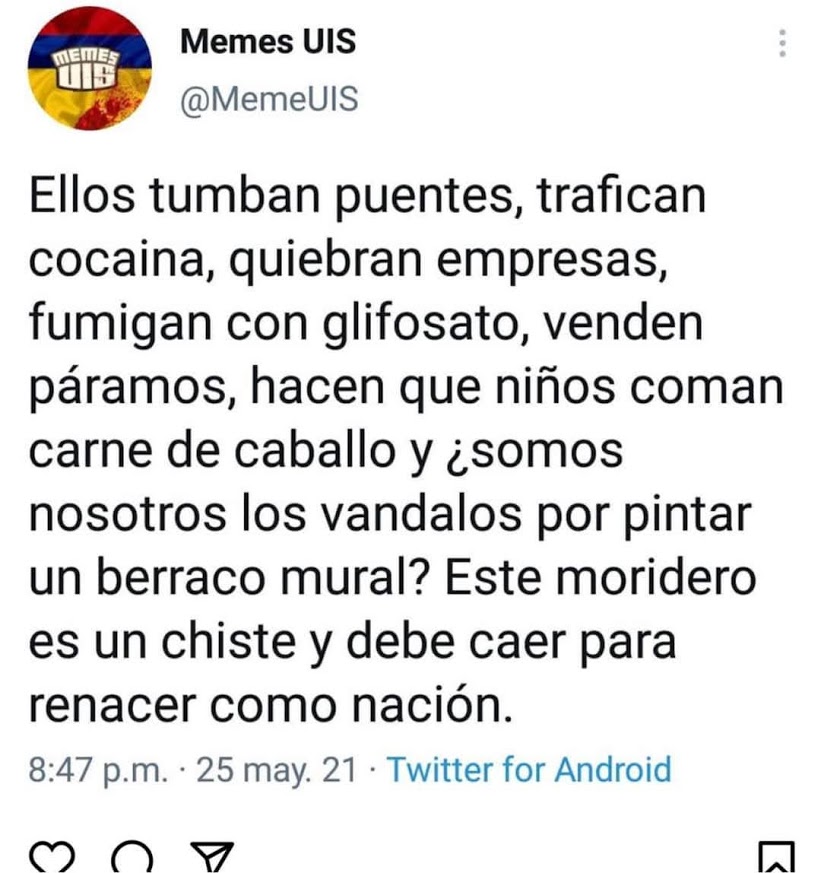 MEMES
UIS
Memes UIS
@MemeUIS
Ellos tumban puentes, trafican
cocaina, quiebran empresas,
fumigan con glifosato, venden
páramos, hacen que niños coman
carne de caballo y ¿somos
nosotros los vandalos por pintar
un berraco mural? Este moridero
es un chiste y debe caer para
renacer como nación.
8:47 p.m. · 25 may. 21 · Twitter for Android